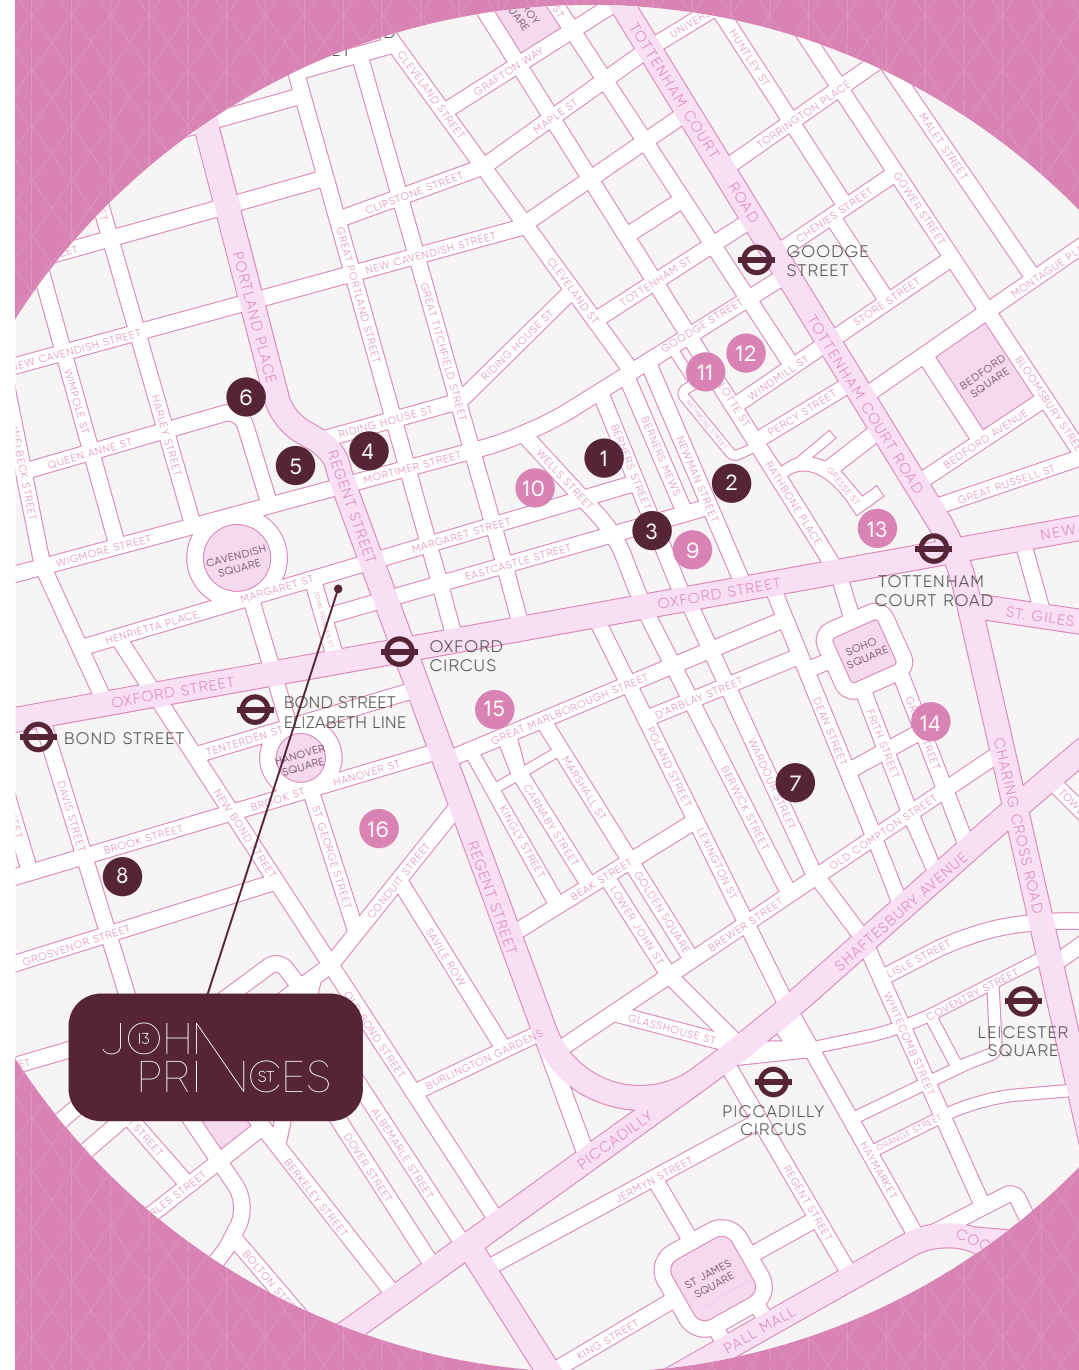 CLEVELAND STREET
GRAFTON WAY
MAPLE ST
TOTTENHAM COURT
ROAD
HUNTLEY ST
TORRINGTON PLACE
MALET STREET
GOWER STREET
CHENIES STREET
CLIPSTONE STREET
NEW CAVENDISH STREET
GREAT PORTLAND STREET
GREAT TITCHFIELD STREET
PORTLAND PLACE
CLEVELAND ST
TOTTENHAM ST
GOODGE STREET
RIDING HOUSE ST
GOODGE
STREET
STORE STREET
TOTTENHAM COURT ROAD
BEDFORD
SQUARE
BEDFORD AVENUE
GREAT RUSSELL ST
WIMPOLE ST
HARLEY STREET
QUEEN ANNE ST
WIGMORE STREET
6
5
4
RIDING HOUSE ST
MORTIMER STREET
REGENT STREET
11
12
WINDMILL ST
PERCY STREET
1
10
WELLS STREET
BERNERS STREET
BERNERS MEWS
NEWMAN STREET
2
3
9
RATHBONE PLACE
GRESSE ST
13
TOTTENHAM
COURT ROAD
NEW
ST. GILES
CAVENDISH
SQUARE
MARGARET ST
MARGARET STREET
EASTCASTLE STREET
HENRIETTA PLACE
OXFORD STREET
OXFORD STREET
OXFORD
CIRCUS
BOND STREET
ELIZABETH LINE
BOND STREET
TENTERDEN ST
HANOVER
SQUARE
HANOVER ST
BROOK ST
BROOK STREET
DAVIS STREET
NEW BOND STREET
ST. GEORGE STREET
8
GROSVENOR STREET
16
CONDUIT STREET
SAVILE ROW
15
GREAT MARLBOROUGH STREET
D'ARBLAY STREET
POLAND STREET
BERWICK STREET
WARDOUR STREET
7
DEAN STREET
FRITH STREET
SOHO
SQUARE
14
CHARING CROSS ROAD
OLD COMPTON STREET
SHAFTESBURY AVENUE
MARSHALL ST
CARNABY STREET
KINGLY STREET
REGENT STREET
BEAK STREET
LEXINGTON ST
GOLDEN SQUARE
LOWER JOHN ST
BREWER STREET
GLASSHOUSE ST
LISLE STREET
COVENTRY STREET
WHITCOMB STREET
LEICESTER
SQUARE
PICCADILLY
CIRCUS
ORANGE STREET
HAYMARKET
BURLINGTON GARDENS
13
JOHN
PRINCES
ST
ALBEMARLE STREET
DOVER STREET
BERKELEY STREET
PICCADILLY
JERMYN STREET
REGENT STREET
ST JAMES
SQUARE
KING STREET
PALL MALL